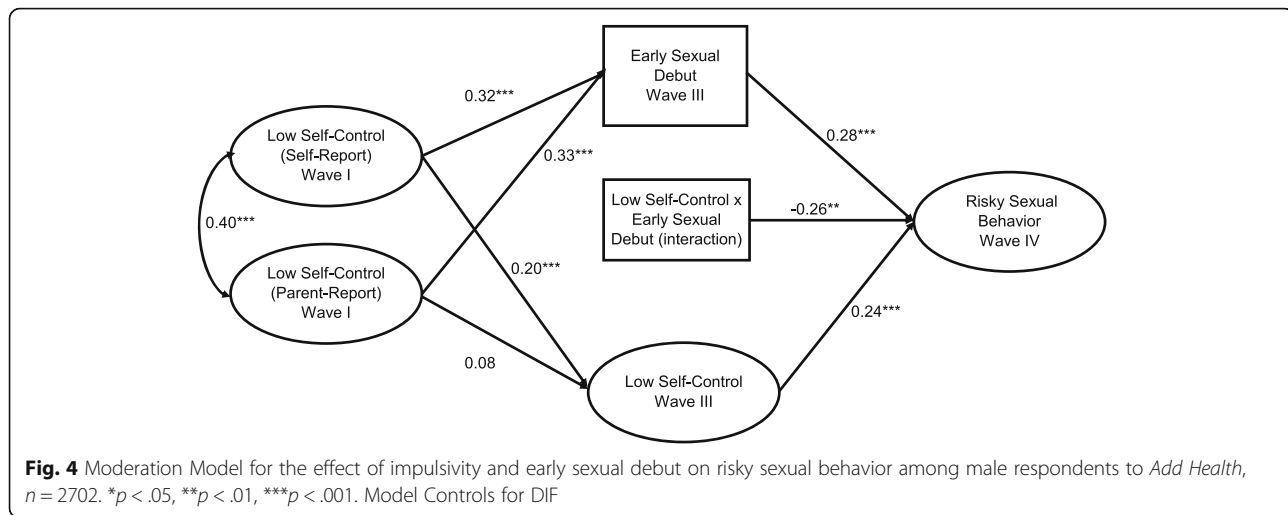 Early Sexual
Debut
Wave III
0.32***
0.28***
Low Self-Control
(Self-Report)
Wave I
0.33***
Low Self-Control x
Early Sexual
Debut (interaction)
-0.26**
Risky Sexual
Behavior
Wave IV
0.40***
Low Self-Control
(Parent-Report)
Wave I
0.20***
0.24***
0.08
Low Self-Control
Wave III
Fig. 4 Moderation Model for the effect of impulsivity and early sexual debut on risky sexual behavior among male respondents to Add Health,
n = 2702. *p < .05, **p < .01, ***p < .001. Model Controls for DIF